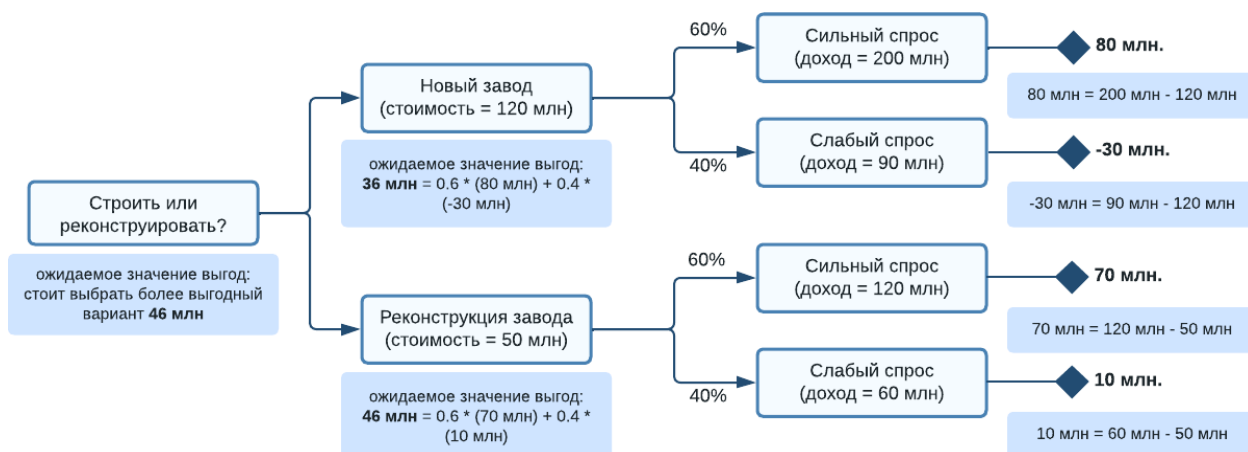 Строить или
реконструировать?
ожидаемое значение выгод:
стоит выбрать более выгодный
вариант 46 млн
Новый завод
(стоимость = 120 млн)
ожидаемое значение выгод:
36 млн = 0.6 * (80 млн) + 0.4 *
(-30 млн)
60%
Сильный спрос
(доход = 200 млн)
80 млн.
80 млн = 200 млн - 120 млн
40%
Слабый спрос
(доход = 90 млн)
-30 млн.
-30 млн = 90 млн - 120 млн
Реконструкция завода
(стоимость = 50 млн)
ожидаемое значение выгод:
46 млн = 0.6 * (70 млн) + 0.4 *
(10 млн)
60%
Сильный спрос
(доход = 120 млн)
70 млн.
70 млн = 120 млн - 50 млн
40%
Слабый спрос
(доход = 60 млн)
10 млн.
10 млн = 60 млн - 50 млн